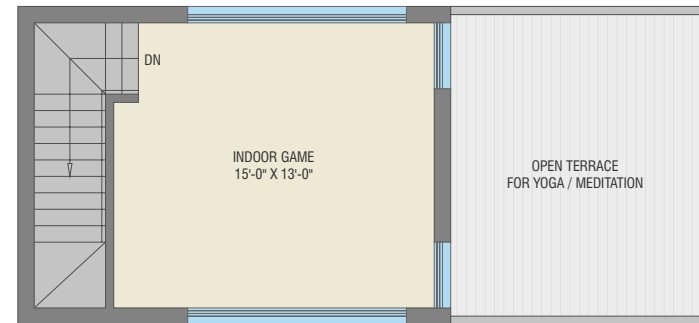 DN
INDOOR GAME
15'-0" X 13'-0"
OPEN TERRACE
FOR YOGA / MEDITATION